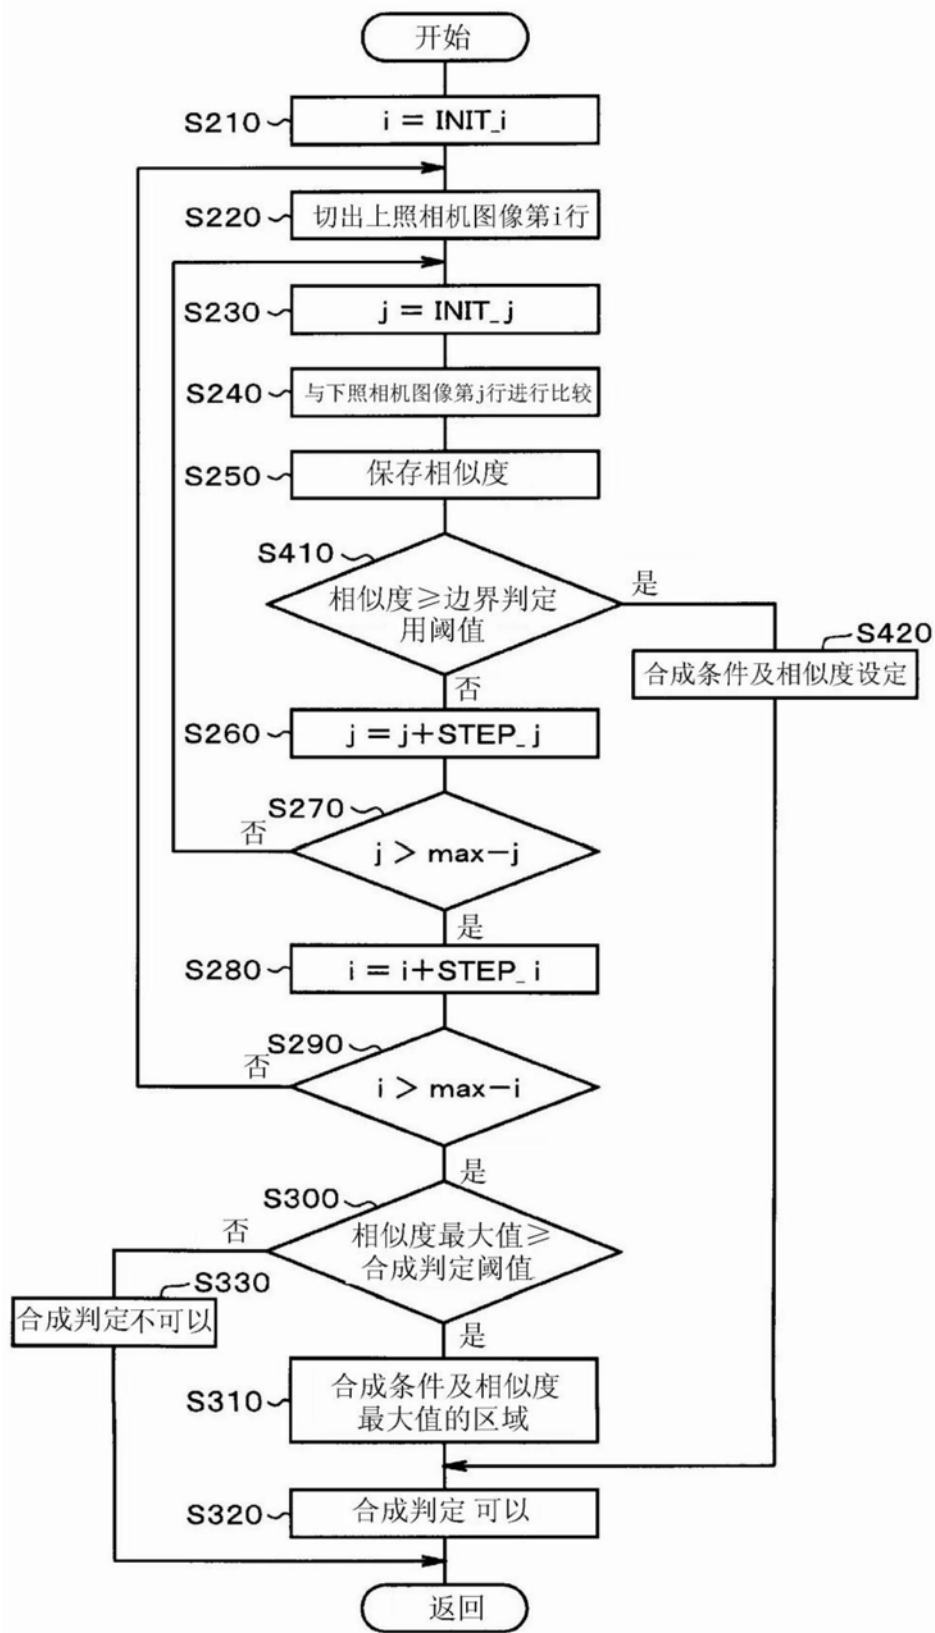 开始
S210
i = INIT_i
S220
切出上照相机图像第i行
S230
j = INIT_j
S240
与下照相机图像第j行进行比较
S250
保存相似度
S410
相似度≥边界判定
用阈值
是
S420
合成条件及相似度设定
否
S260
j = j+STEP_j
S270
否
j > max-j
是
S280
i = i+STEP_i
S290
否
i > max-i
是
S300
否
相似度最大值≥
合成判定阈值
S330
合成判定不可以
是
S310
合成条件及相似度
最大值的区域
S320
合成判定 可以
返回